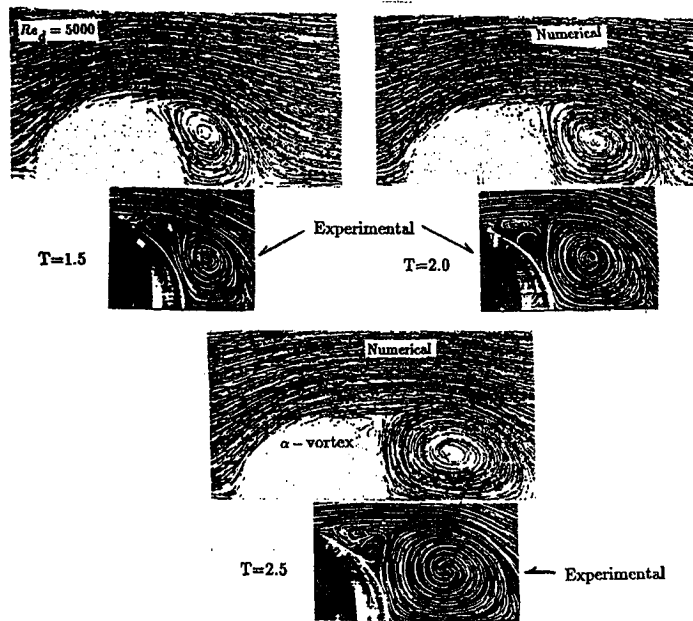 Re_d = 5000
Numerical
Experimental
T=1.5
T=2.0
Numerical
α – vortex
T=2.5
Experimental